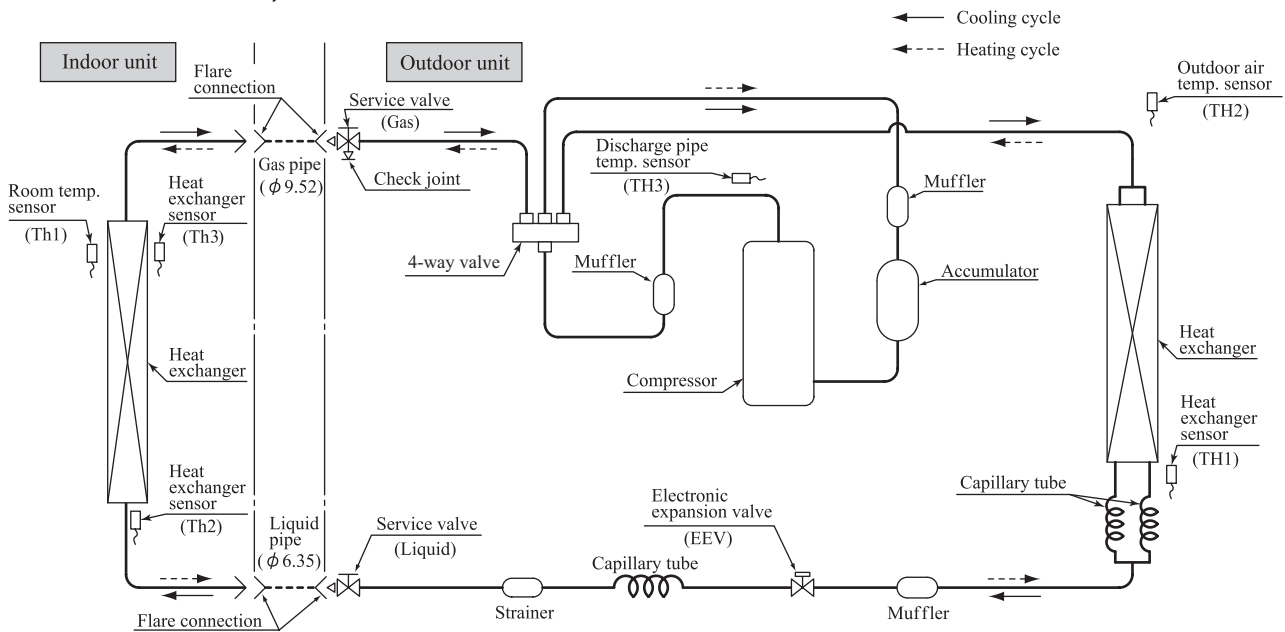 Cooling cycle
Heating cycle
Indoor unit
Outdoor unit
Flare
connection
Service valve
(Gas)
Outdoor air
temp. sensor
(TH2)
Gas pipe
(ϕ9.52)
Check joint
Discharge pipe
temp. sensor
(TH3)
Muffler
Room temp.
sensor
(Th1)
Heat
exchanger
sensor
(Th3)
4-way valve
Muffler
Accumulator
Heat
exchanger
Compressor
Heat
exchanger
Heat
exchanger
sensor
(TH1)
Heat
exchanger
sensor
(Th2)
Liquid
pipe
(ϕ6.35)
Service valve
(Liquid)
Capillary tube
Electronic
expansion valve
(EEV)
Capillary tube
Strainer
Muffler
Flare connection